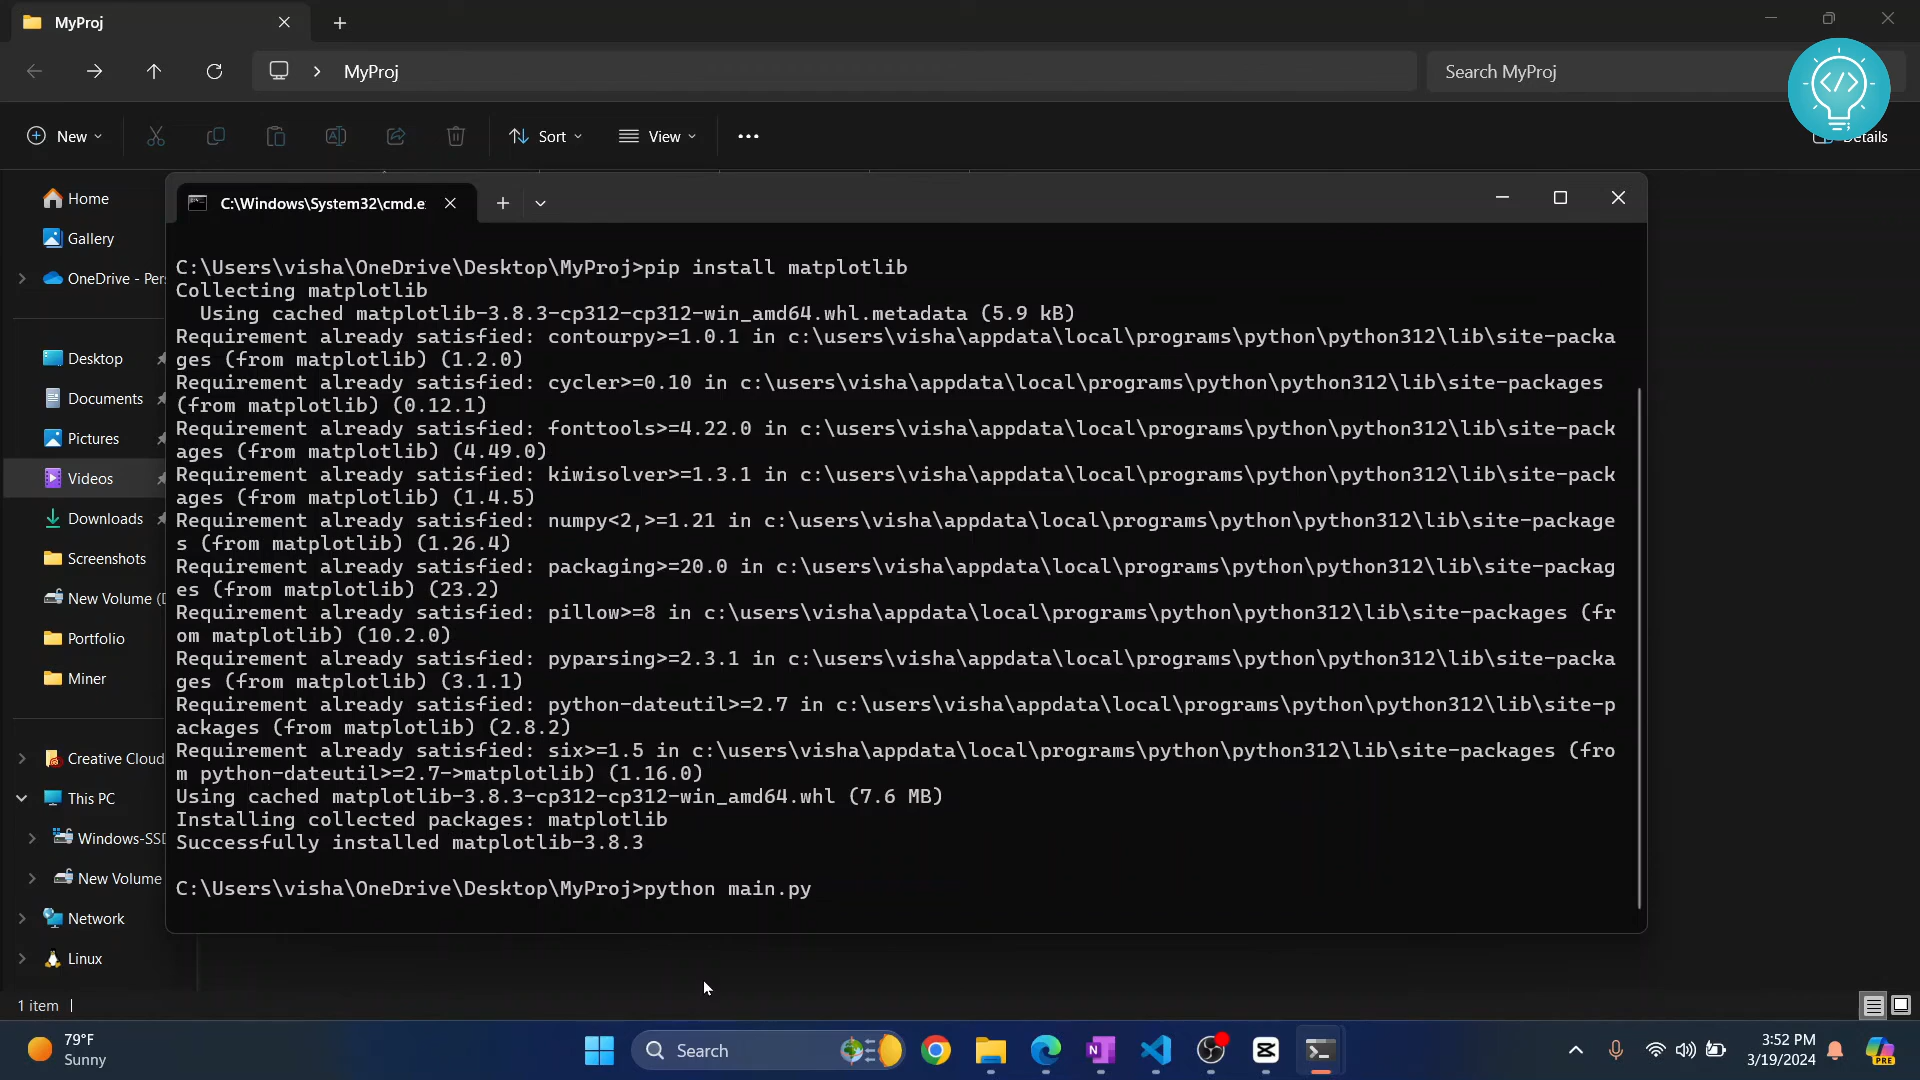 MyProj
MyProj
Search MyProj
New
Sort
View
Details
Home
Gallery
OneDrive - Per
Desktop
Documents
Pictures
Videos
Downloads
Screenshots
New Volume (D
Portfolio
Miner
Creative Cloud
This PC
Windows-SSD
New Volume
Network
Linux
C:\Windows\System32\cmd.e
C:\Users\visha\OneDrive\Desktop\MyProj>pip install matplotlib
Collecting matplotlib
Using cached matplotlib-3.8.3-cp312-cp312-win_amd64.whl.metadata (5.9 kB)
Requirement already satisfied: contourpy>=1.0.1 in c:\users\visha\appdata\local\programs\python\python312\lib\site-packa
ges (from matplotlib) (1.2.0)
Requirement already satisfied: cycler>=0.10 in c:\users\visha\appdata\local\programs\python\python312\lib\site-packages
(from matplotlib) (0.12.1)
Requirement already satisfied: fonttools>=4.22.0 in c:\users\visha\appdata\local\programs\python\python312\lib\site-pack
ages (from matplotlib) (4.49.0)
Requirement already satisfied: kiwisolver>=1.3.1 in c:\users\visha\appdata\local\programs\python\python312\lib\site-pack
ages (from matplotlib) (1.4.5)
Requirement already satisfied: numpy<2,>=1.21 in c:\users\visha\appdata\local\programs\python\python312\lib\site-package
s (from matplotlib) (1.26.4)
Requirement already satisfied: packaging>=20.0 in c:\users\visha\appdata\local\programs\python\python312\lib\site-packag
es (from matplotlib) (23.2)
Requirement already satisfied: pillow>=8 in c:\users\visha\appdata\local\programs\python\python312\lib\site-packages (fr
om matplotlib) (10.2.0)
Requirement already satisfied: pyparsing>=2.3.1 in c:\users\visha\appdata\local\programs\python\python312\lib\site-packa
ges (from matplotlib) (3.1.1)
Requirement already satisfied: python-dateutil>=2.7 in c:\users\visha\appdata\local\programs\python\python312\lib\site-p
ackages (from matplotlib) (2.8.2)
Requirement already satisfied: six>=1.5 in c:\users\visha\appdata\local\programs\python\python312\lib\site-packages (fro
m python-dateutil>=2.7->matplotlib) (1.16.0)
Using cached matplotlib-3.8.3-cp312-cp312-win_amd64.whl (7.6 MB)
Installing collected packages: matplotlib
Successfully installed matplotlib-3.8.3
C:\Users\visha\OneDrive\Desktop\MyProj>python main.py
1 item
79°F
Sunny
Search
3:52 PM
3/19/2024
PRE